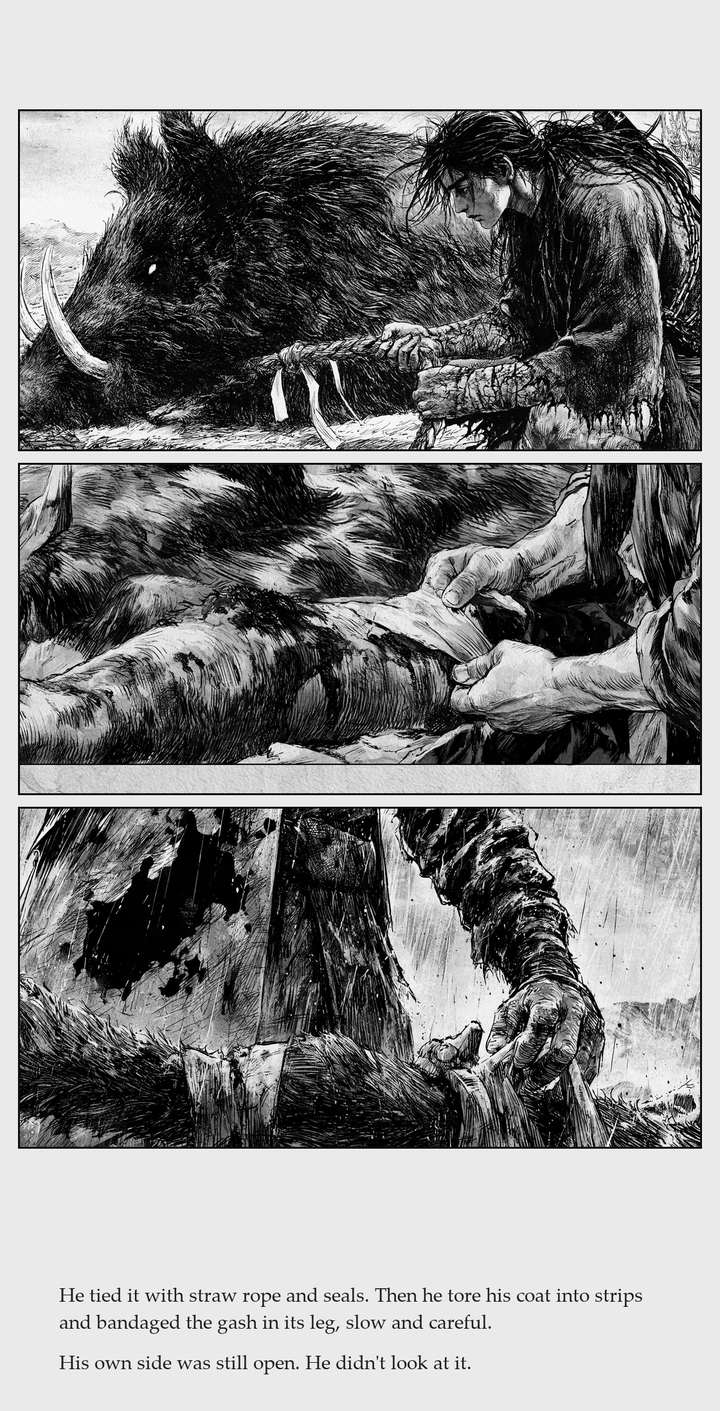 He tied it with straw rope and seals. Then he tore his coat into strips
and bandaged the gash in its leg, slow and careful.
His own side was still open. He didn't look at it.